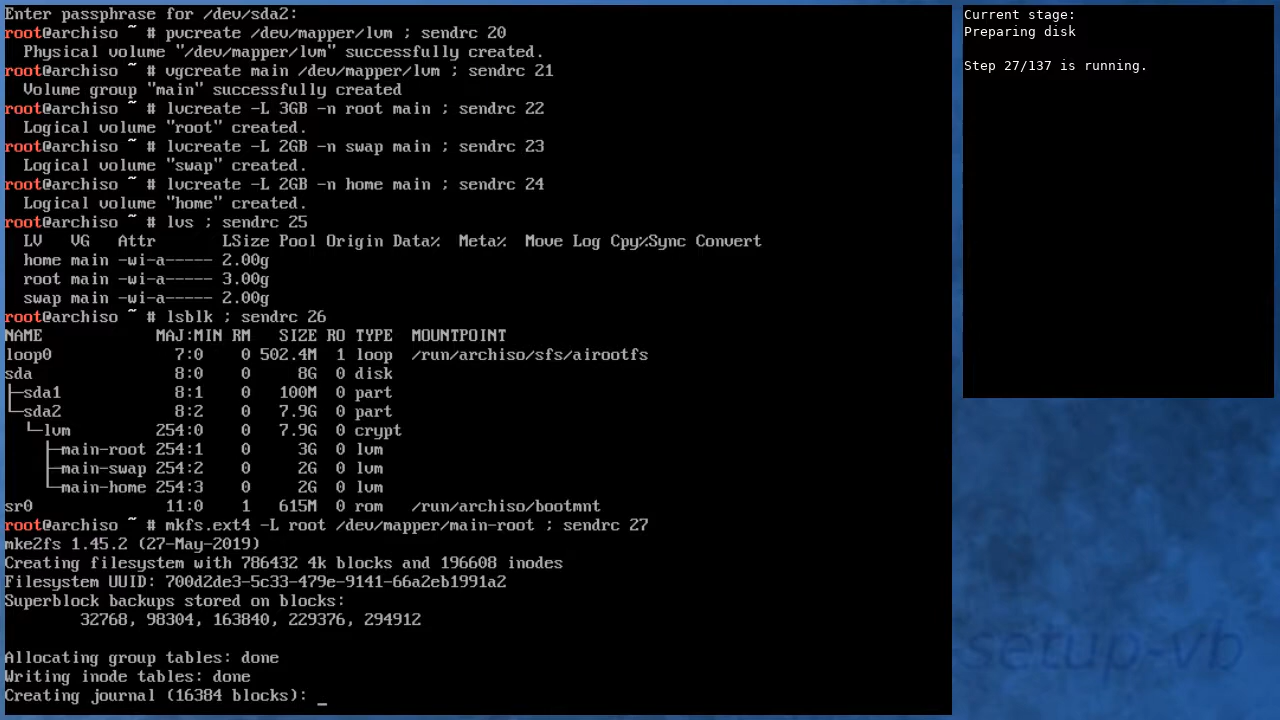 Enter passphrase for /dev/sda2:
root@archiso ~ # pvcreate /dev/mapper/lvm ; sendrc 20
  Physical volume "/dev/mapper/lvm" successfully created.
root@archiso ~ # vgcreate main /dev/mapper/lvm ; sendrc 21
  Volume group "main" successfully created
root@archiso ~ # lvcreate -L 3GB -n root main ; sendrc 22
  Logical volume "root" created.
root@archiso ~ # lvcreate -L 2GB -n swap main ; sendrc 23
  Logical volume "swap" created.
root@archiso ~ # lvcreate -L 2GB -n home main ; sendrc 24
  Logical volume "home" created.
root@archiso ~ # lvs ; sendrc 25
  LV   VG   Attr       LSize Pool Origin Data%  Meta%  Move Log Cpy%Sync Convert
  home main -wi-a----- 2.00g
  root main -wi-a----- 3.00g
  swap main -wi-a----- 2.00g
root@archiso ~ # lsblk ; sendrc 26
NAME            MAJ:MIN RM   SIZE RO TYPE  MOUNTPOINT
loop0             7:0    0 502.4M  1 loop  /run/archiso/sfs/airootfs
sda               8:0    0     8G  0 disk
├─sda1            8:1    0   100M  0 part
└─sda2            8:2    0   7.9G  0 part
  └─lvm         254:0    0   7.9G  0 crypt
    ├─main-root 254:1    0     3G  0 lvm
    ├─main-swap 254:2    0     2G  0 lvm
    └─main-home 254:3    0     2G  0 lvm
sr0              11:0    1   615M  0 rom   /run/archiso/bootmnt
root@archiso ~ # mkfs.ext4 -L root /dev/mapper/main-root ; sendrc 27
mke2fs 1.45.2 (27-May-2019)
Creating filesystem with 786432 4k blocks and 196608 inodes
Filesystem UUID: 700d2de3-5c33-479e-9141-66a2eb1991a2
Superblock backups stored on blocks:
        32768, 98304, 163840, 229376, 294912
Allocating group tables: done
Writing inode tables: done
Creating journal (16384 blocks): _
Current stage:
Preparing disk
Step 27/137 is running.
setup-vb